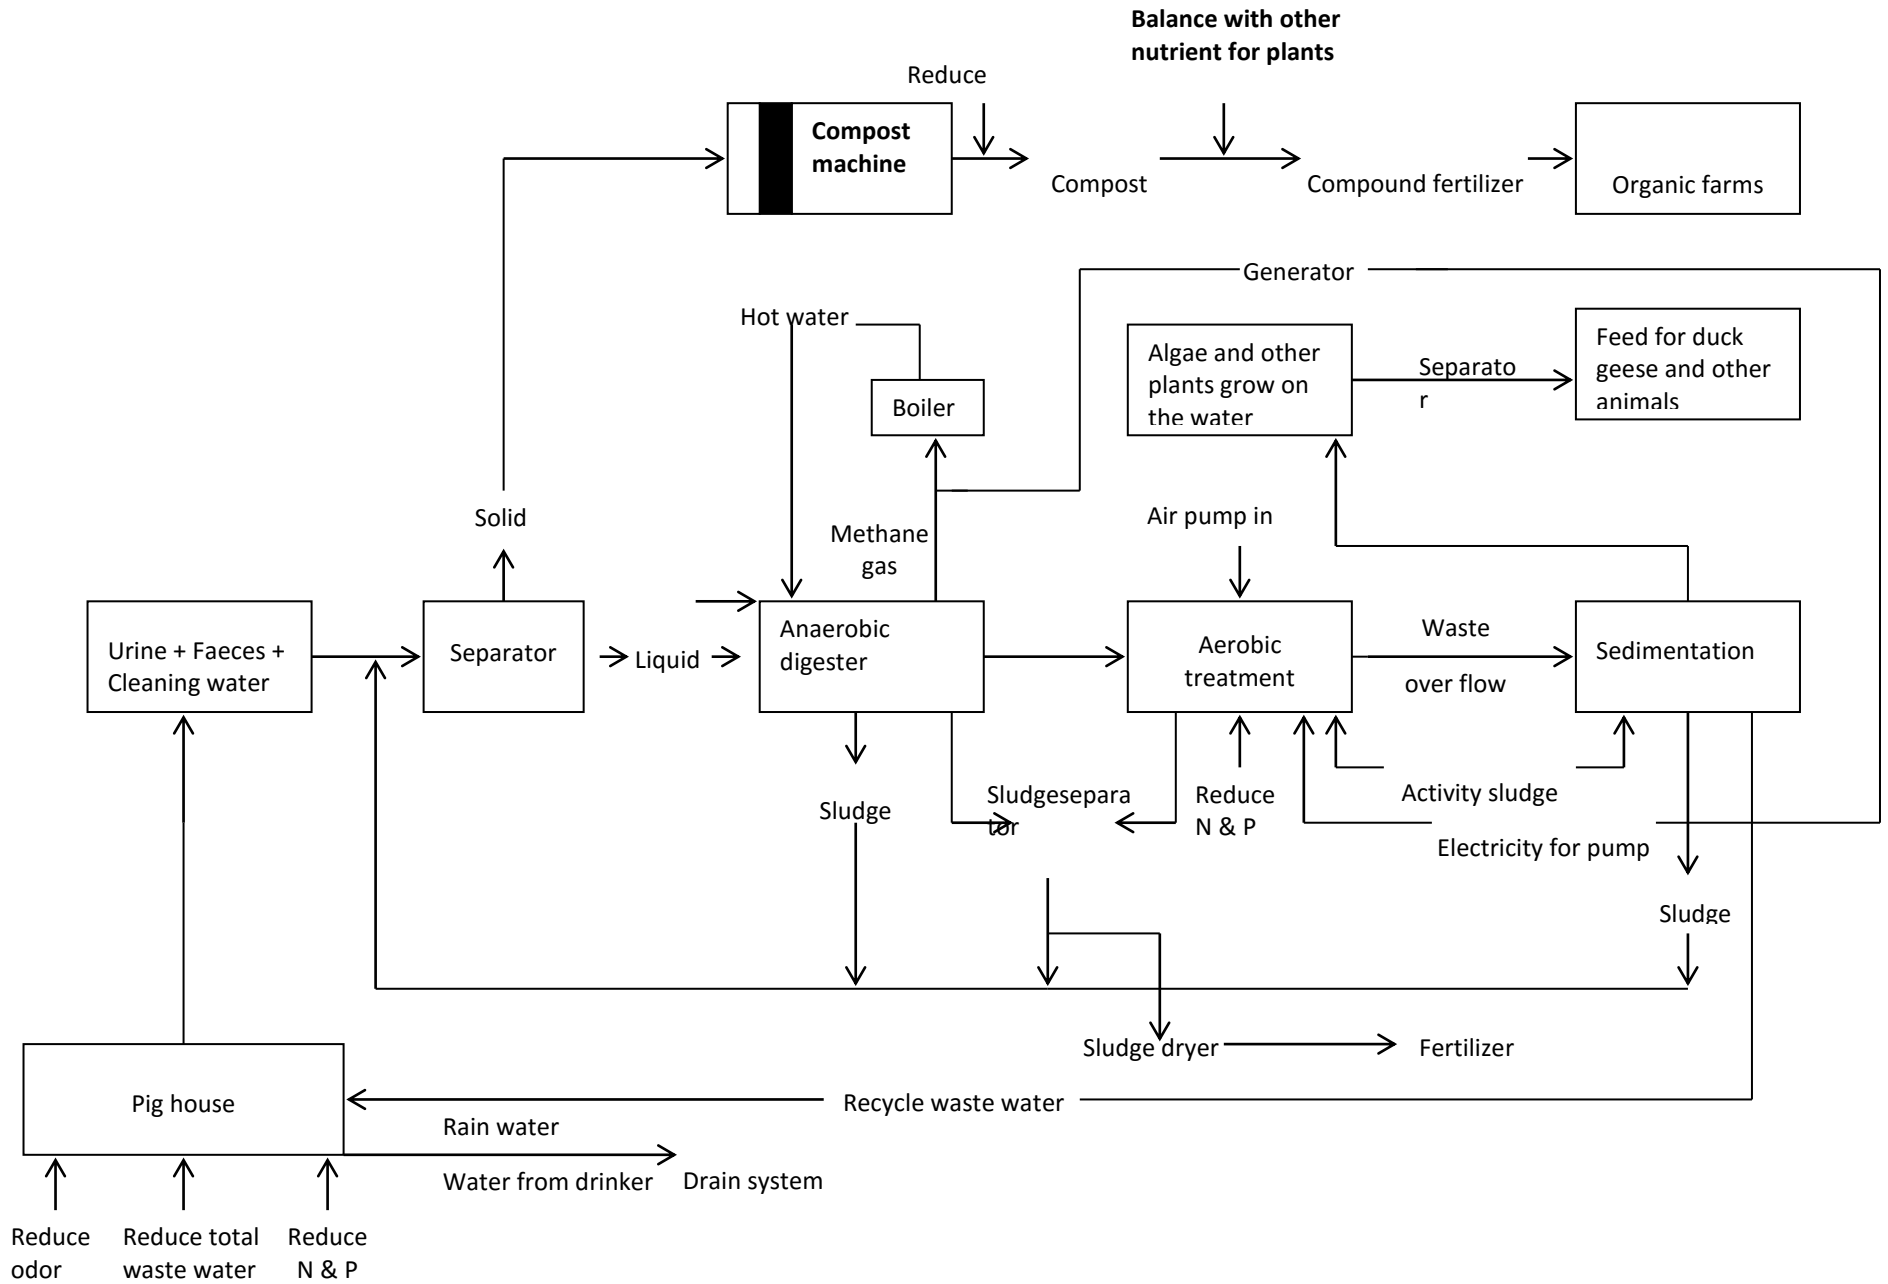 Balance with other
nutrient for plants
Reduce
Compost
machine
Compost
Compound fertilizer
Organic farms
Generator
Hot water
Boiler
Algae and other
plants grow on
the water
Separato
r
Feed for duck
geese and other
animals
Solid
Methane
gas
Air pump in
Urine + Faeces +
Cleaning water
Separator
Liquid
Anaerobic
digester
Aerobic
treatment
Waste
over flow
Sedimentation
Sludge
Sludgesepara
tor
Reduce
N & P
Activity sludge
Electricity for pump
Sludge
Sludge dryer
Fertilizer
Pig house
Recycle waste water
Rain water
Water from drinker
Drain system
Reduce
odor
Reduce total
waste water
Reduce
N & P